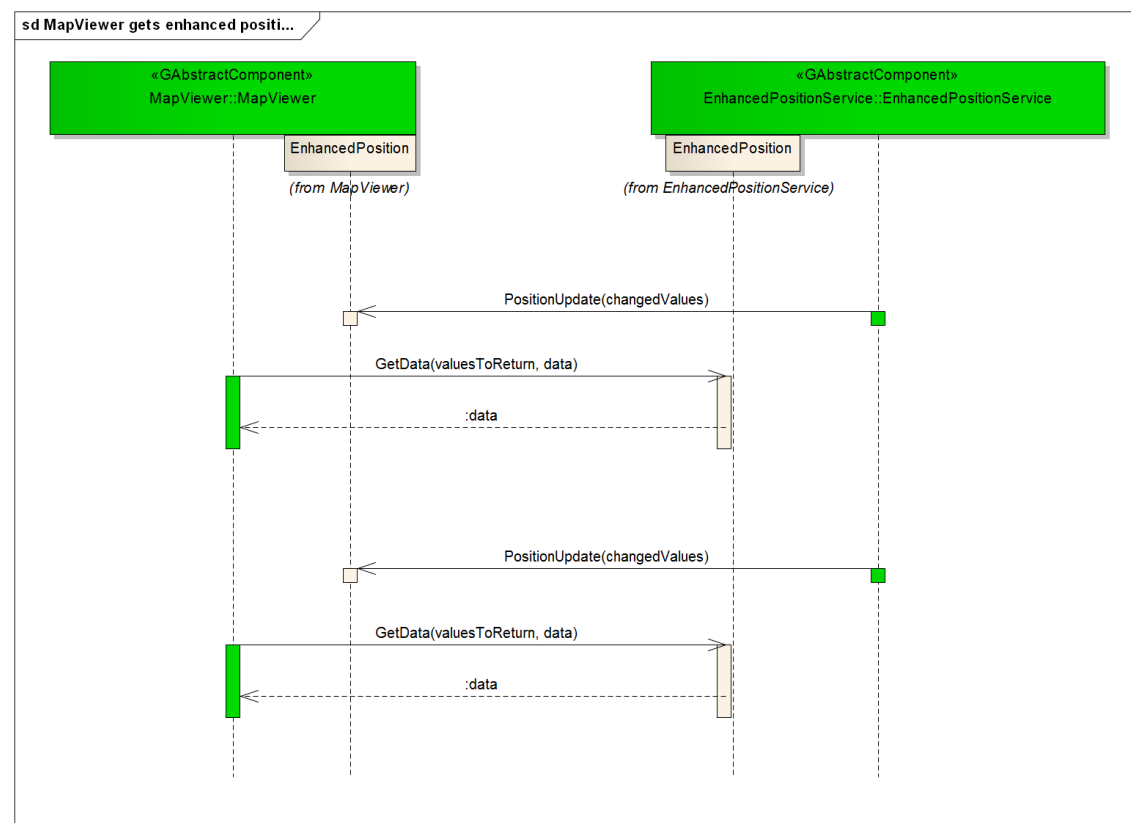 sd MapViewer gets enhanced positi...
«GAbstractComponent»
MapViewer::MapViewer
«GAbstractComponent»
EnhancedPositionService::EnhancedPositionService
EnhancedPosition
EnhancedPosition
(from MapViewer)
(from EnhancedPositionService)
PositionUpdate(changedValues)
GetData(valuesToReturn, data)
:data
PositionUpdate(changedValues)
GetData(valuesToReturn, data)
:data